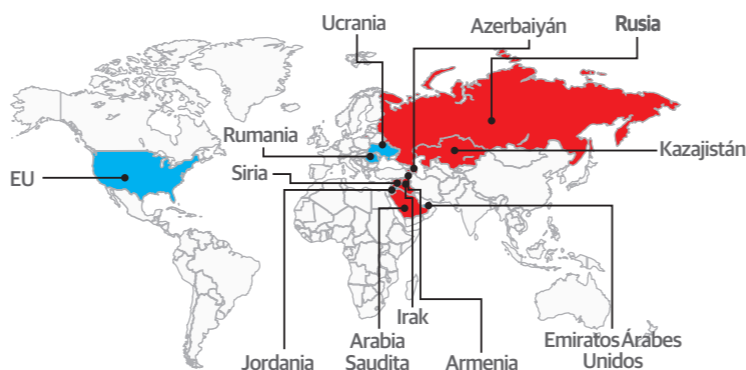 Ucrania
Azerbaiyán
Rusia
Rumania
Kazajistán
EU
Siria
Irak
Jordania
Arabia
Saudita
Armenia
Emiratos Árabes
Unidos